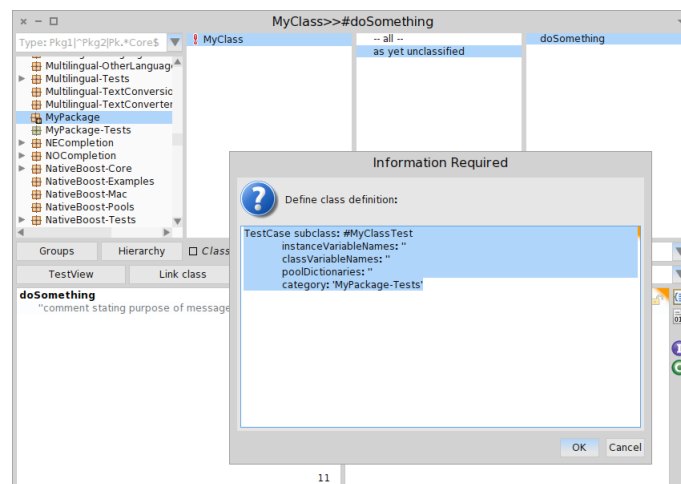 MyClass>>#doSomething
Type: Pkg1|^Pkg2|Pk.*Core$
Multilingual-OtherLanguage
Multilingual-Tests
Multilingual-TextConversio
Multilingual-TextConverter
MyPackage
MyPackage-Tests
NECompletion
NOCompletion
NativeBoost-Core
NativeBoost-Examples
NativeBoost-Mac
NativeBoost-Pools
NativeBoost-Tests
MyClass
-- all --
as yet unclassified
doSomething
Groups
Hierarchy
Class
TestView
Link class
doSomething
"comment stating purpose of message
11
Information Required
Define class definition:
TestCase subclass: #MyClassTest
instanceVariableNames: ''
classVariableNames: ''
poolDictionaries: ''
category: 'MyPackage-Tests'
OK
Cancel